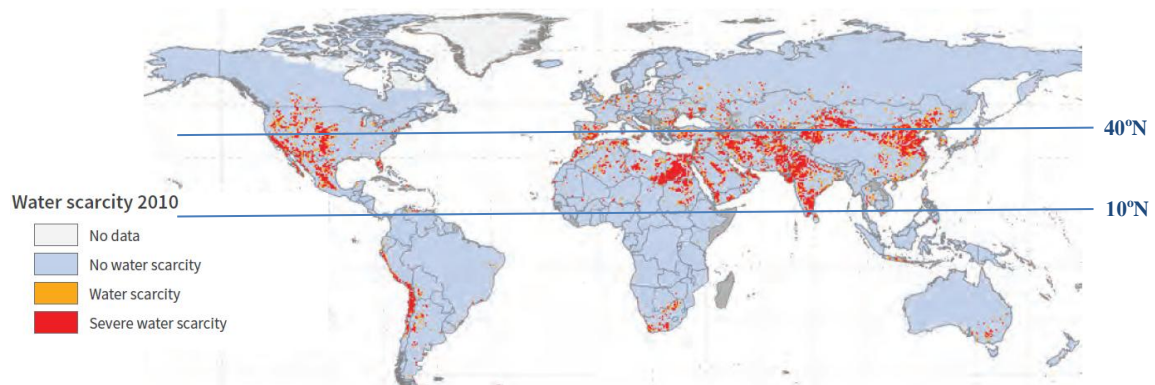 40ºN
Water scarcity 2010
10ºN
No data
No water scarcity
Water scarcity
Severe water scarcity